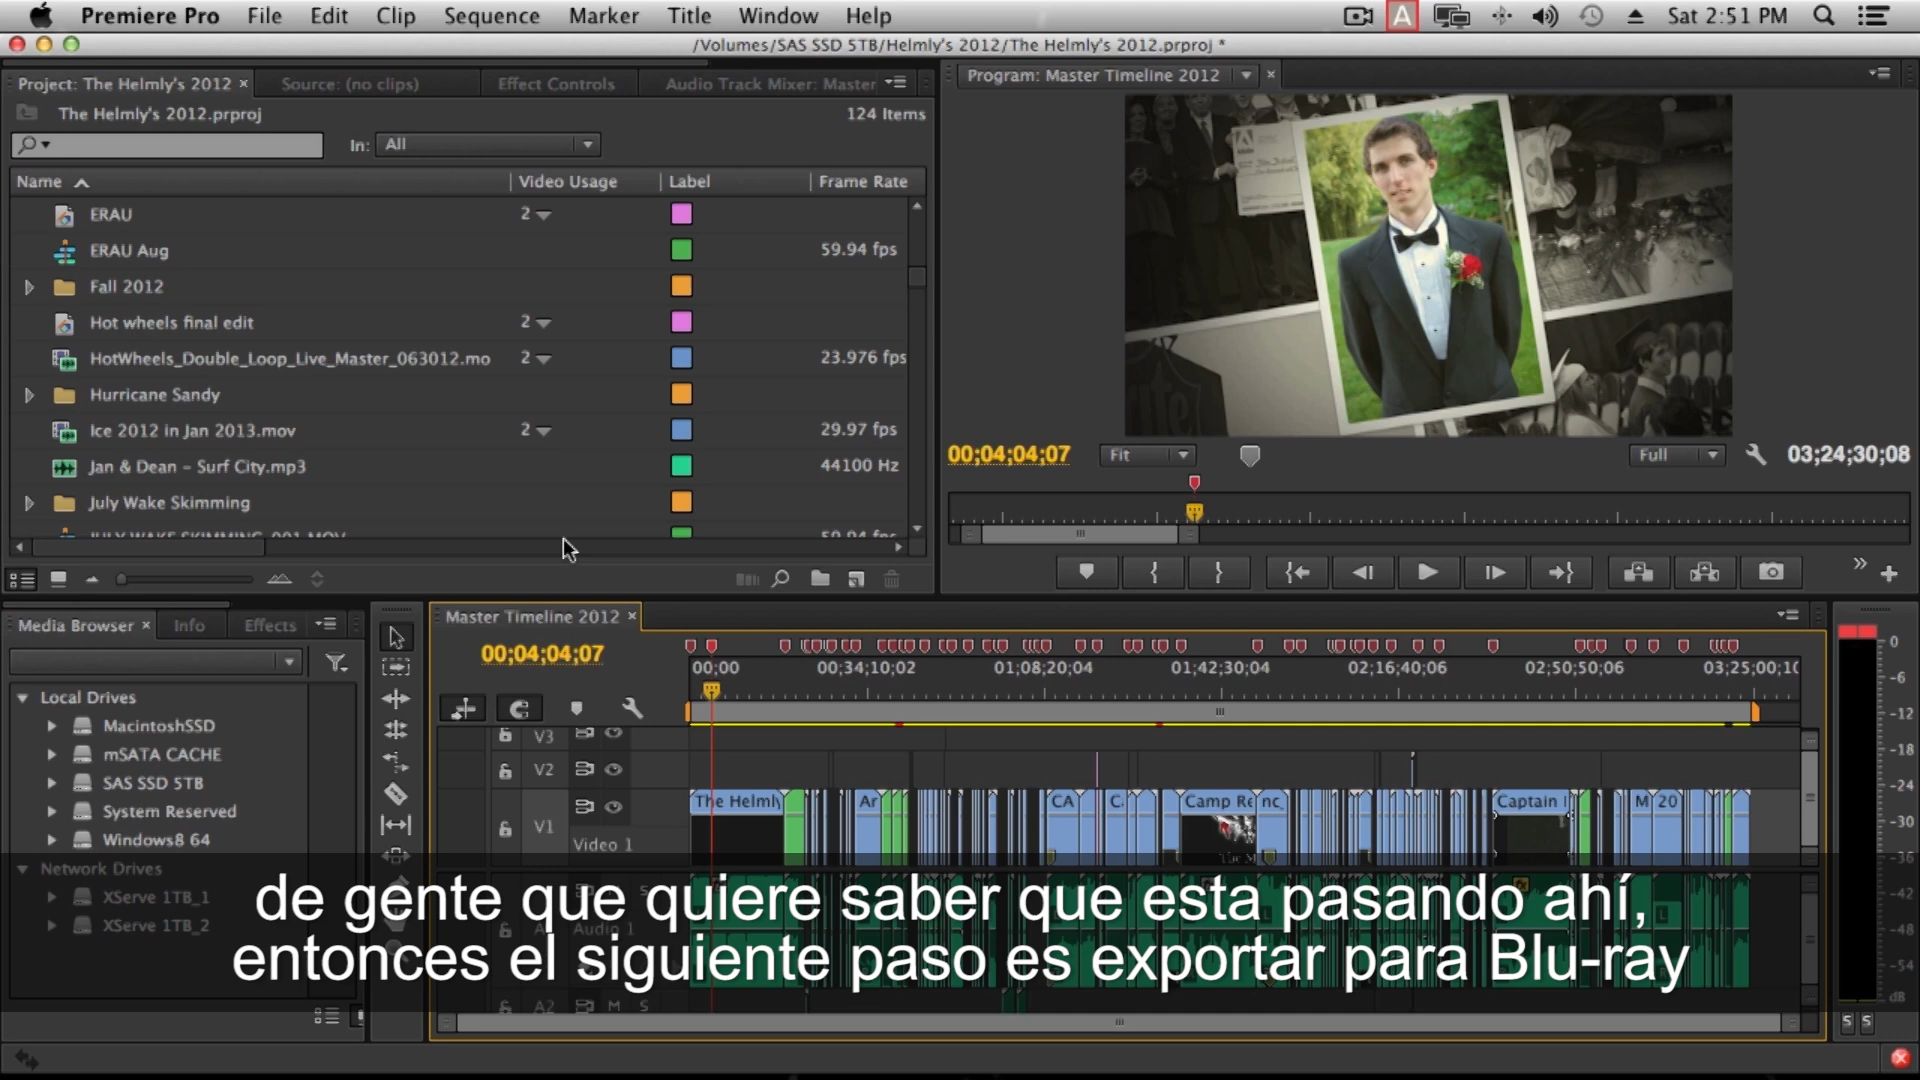 Premiere Pro File Edit Clip Sequence Marker Title Window Help Sat 2:51 PM
/Volumes/SAS SSD 5TB/Helmly's 2012/The Helmly's 2012.prproj *
Project: The Helmly's 2012 × Source: (no clips) Effect Controls Audio Track Mixer: Master
Program: Master Timeline 2012 ×
The Helmly's 2012.prproj 124 Items
In: All
Name Video Usage Label Frame Rate
ERAU 2
ERAU Aug 59.94 fps
Fall 2012
Hot wheels final edit 2
HotWheels_Double_Loop_Live_Master_063012.mo 2 23.976 fps
Hurricane Sandy
Ice 2012 in Jan 2013.mov 2 29.97 fps
Jan & Dean - Surf City.mp3 44100 Hz
July Wake Skimming
JULY WAKE SKIMMING_001.MOV 59.94 fps
00;04;04;07 Fit Full 03;24;30;08
Media Browser × Info Effects
Local Drives
MacintoshSSD
mSATA CACHE
SAS SSD 5TB
System Reserved
Windows8 64
Network Drives
XServe 1TB_1
XServe 1TB_2
Master Timeline 2012 ×
00;04;04;07
00;00 00;34;10;02 01;08;20;04 01;42;30;04 02;16;40;06 02;50;50;06 03;25;00;10
V3
V2
V1
Video 1
The Helmly Ar CA C Camp Re nc_ Captain M 20
Audio 1
A2 M S
0
-6
-12
-18
-24
-30
-36
-42
-48
-54
dB
S S
de gente que quiere saber que esta pasando ahí,
entonces el siguiente paso es exportar para Blu-ray